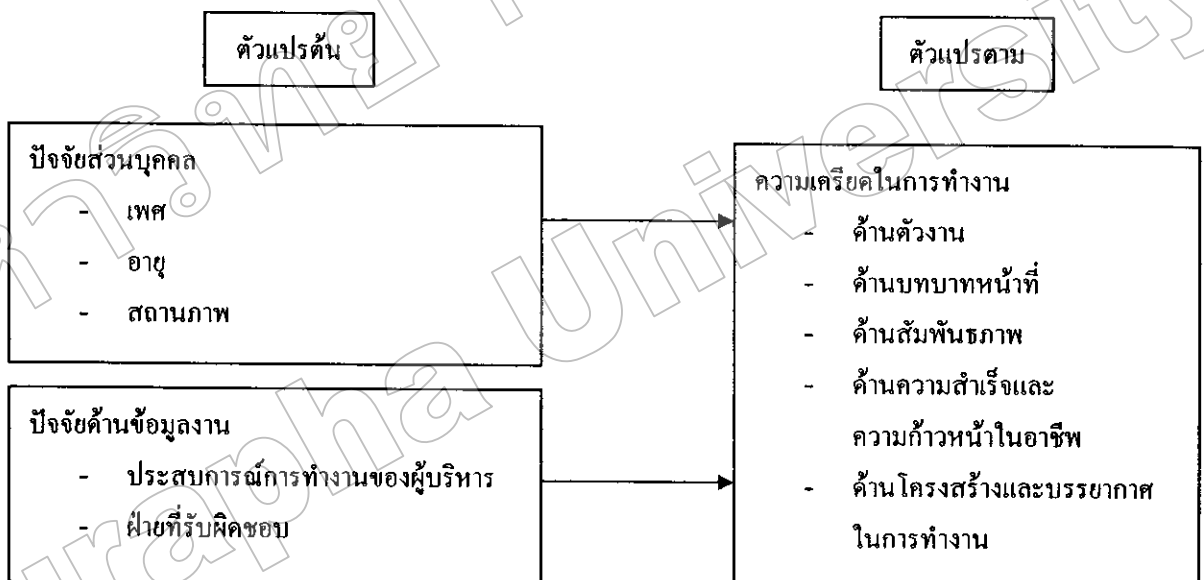 ตัวแปรต้น
ตัวแปรตาม
ปัจจัยส่วนบุคคล
- เพศ
- อายุ
- สถานภาพ
ปัจจัยด้านข้อมูลงาน
- ประสบการณ์การทำงานของผู้บริหาร
- ฝ่ายที่รับผิดชอบ
ความเครียดในการทำงาน
- ด้านตัวงาน
- ด้านบทบาทหน้าที่
- ด้านสัมพันธภาพ
- ด้านความสำเร็จและ
ความก้าวหน้าในอาชีพ
- ด้านโครงสร้างและบรรยากาศ
ในการทำงาน
urapha University